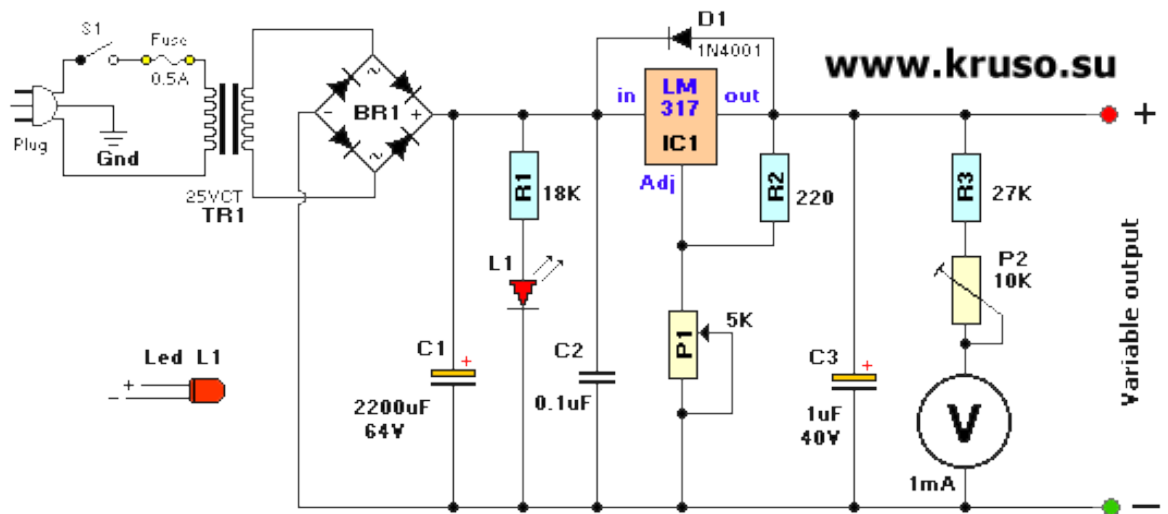 S1
Fuse
0.5A
Plug
Gnd
25VCT
TR1
~
BR1
-
+
~
D1
1N4001
www.kruso.su
in
LM
317
out
IC1
Adj
R1
18K
R2
220
R3
27K
P2
10K
L1
P1
5K
C1
+
2200uF
64V
C2
0.1uF
C3
+
1uF
40V
V
1mA
+
Variable output
−
Led L1
+
−